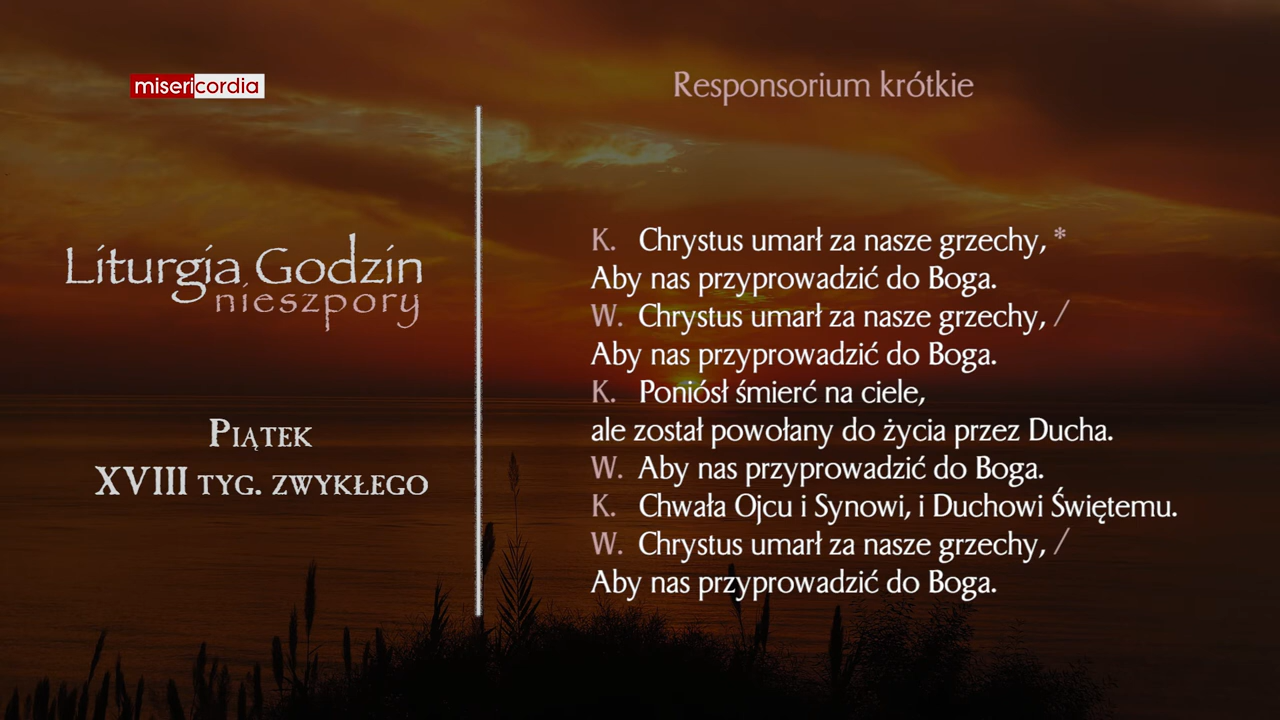 misericordia
Liturgia Godzin
nieszpory
Piątek
XVIII tyg. zwykłego
Responsorium krótkie
K. Chrystus umarł za nasze grzechy, *
Aby nas przyprowadzić do Boga.
W. Chrystus umarł za nasze grzechy, /
Aby nas przyprowadzić do Boga.
K. Poniósł śmierć na ciele,
ale został powołany do życia przez Ducha.
W. Aby nas przyprowadzić do Boga.
K. Chwała Ojcu i Synowi, i Duchowi Świętemu.
W. Chrystus umarł za nasze grzechy, /
Aby nas przyprowadzić do Boga.